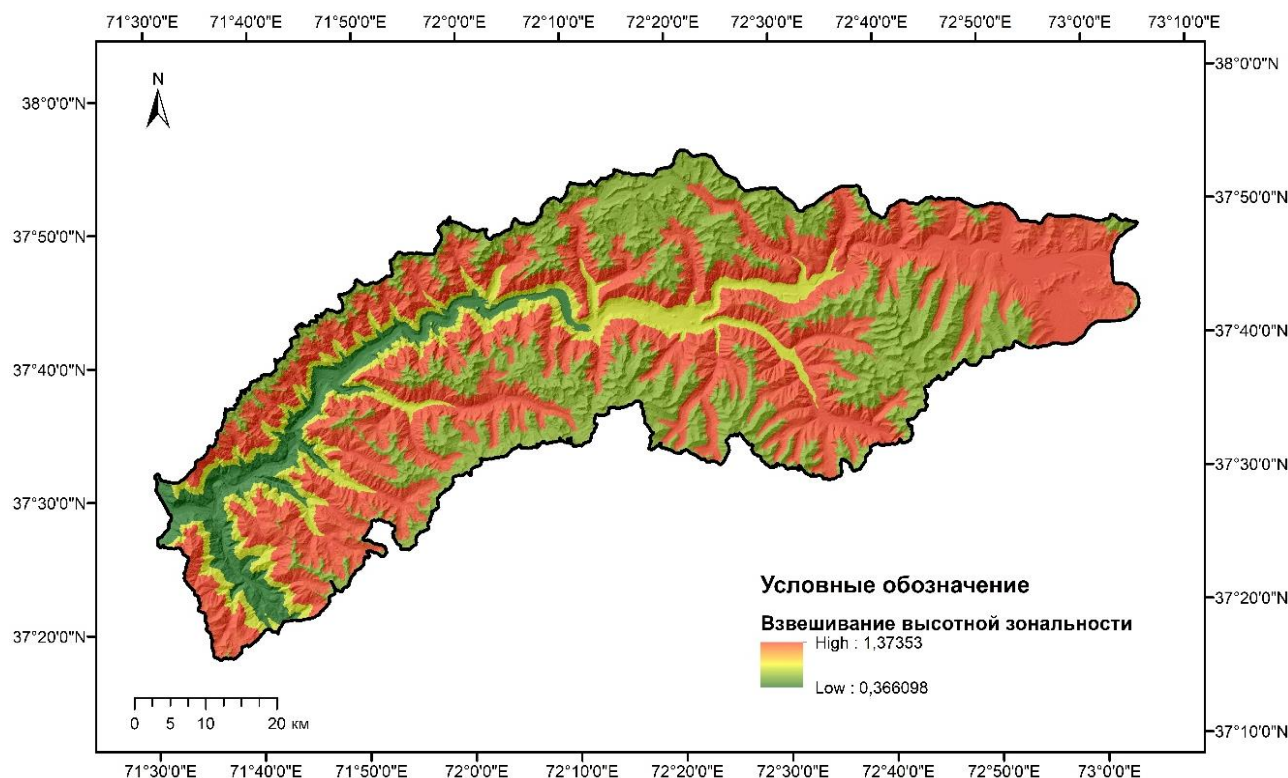 71°30'0"E 71°40'0"E 71°50'0"E 72°0'0"E 72°10'0"E 72°20'0"E 72°30'0"E 72°40'0"E 72°50'0"E 73°0'0"E 73°10'0"E
38°0'0"N
N
38°0'0"N
37°50'0"N
37°50'0"N
37°40'0"N
37°40'0"N
37°30'0"N
37°30'0"N
37°20'0"N
37°20'0"N
37°10'0"N
Условные обозначение
Взвешивание высотной зональности
High : 1,37353
Low : 0,366098
0 5 10 20 км
71°30'0"E 71°40'0"E 71°50'0"E 72°0'0"E 72°10'0"E 72°20'0"E 72°30'0"E 72°40'0"E 72°50'0"E 73°0'0"E